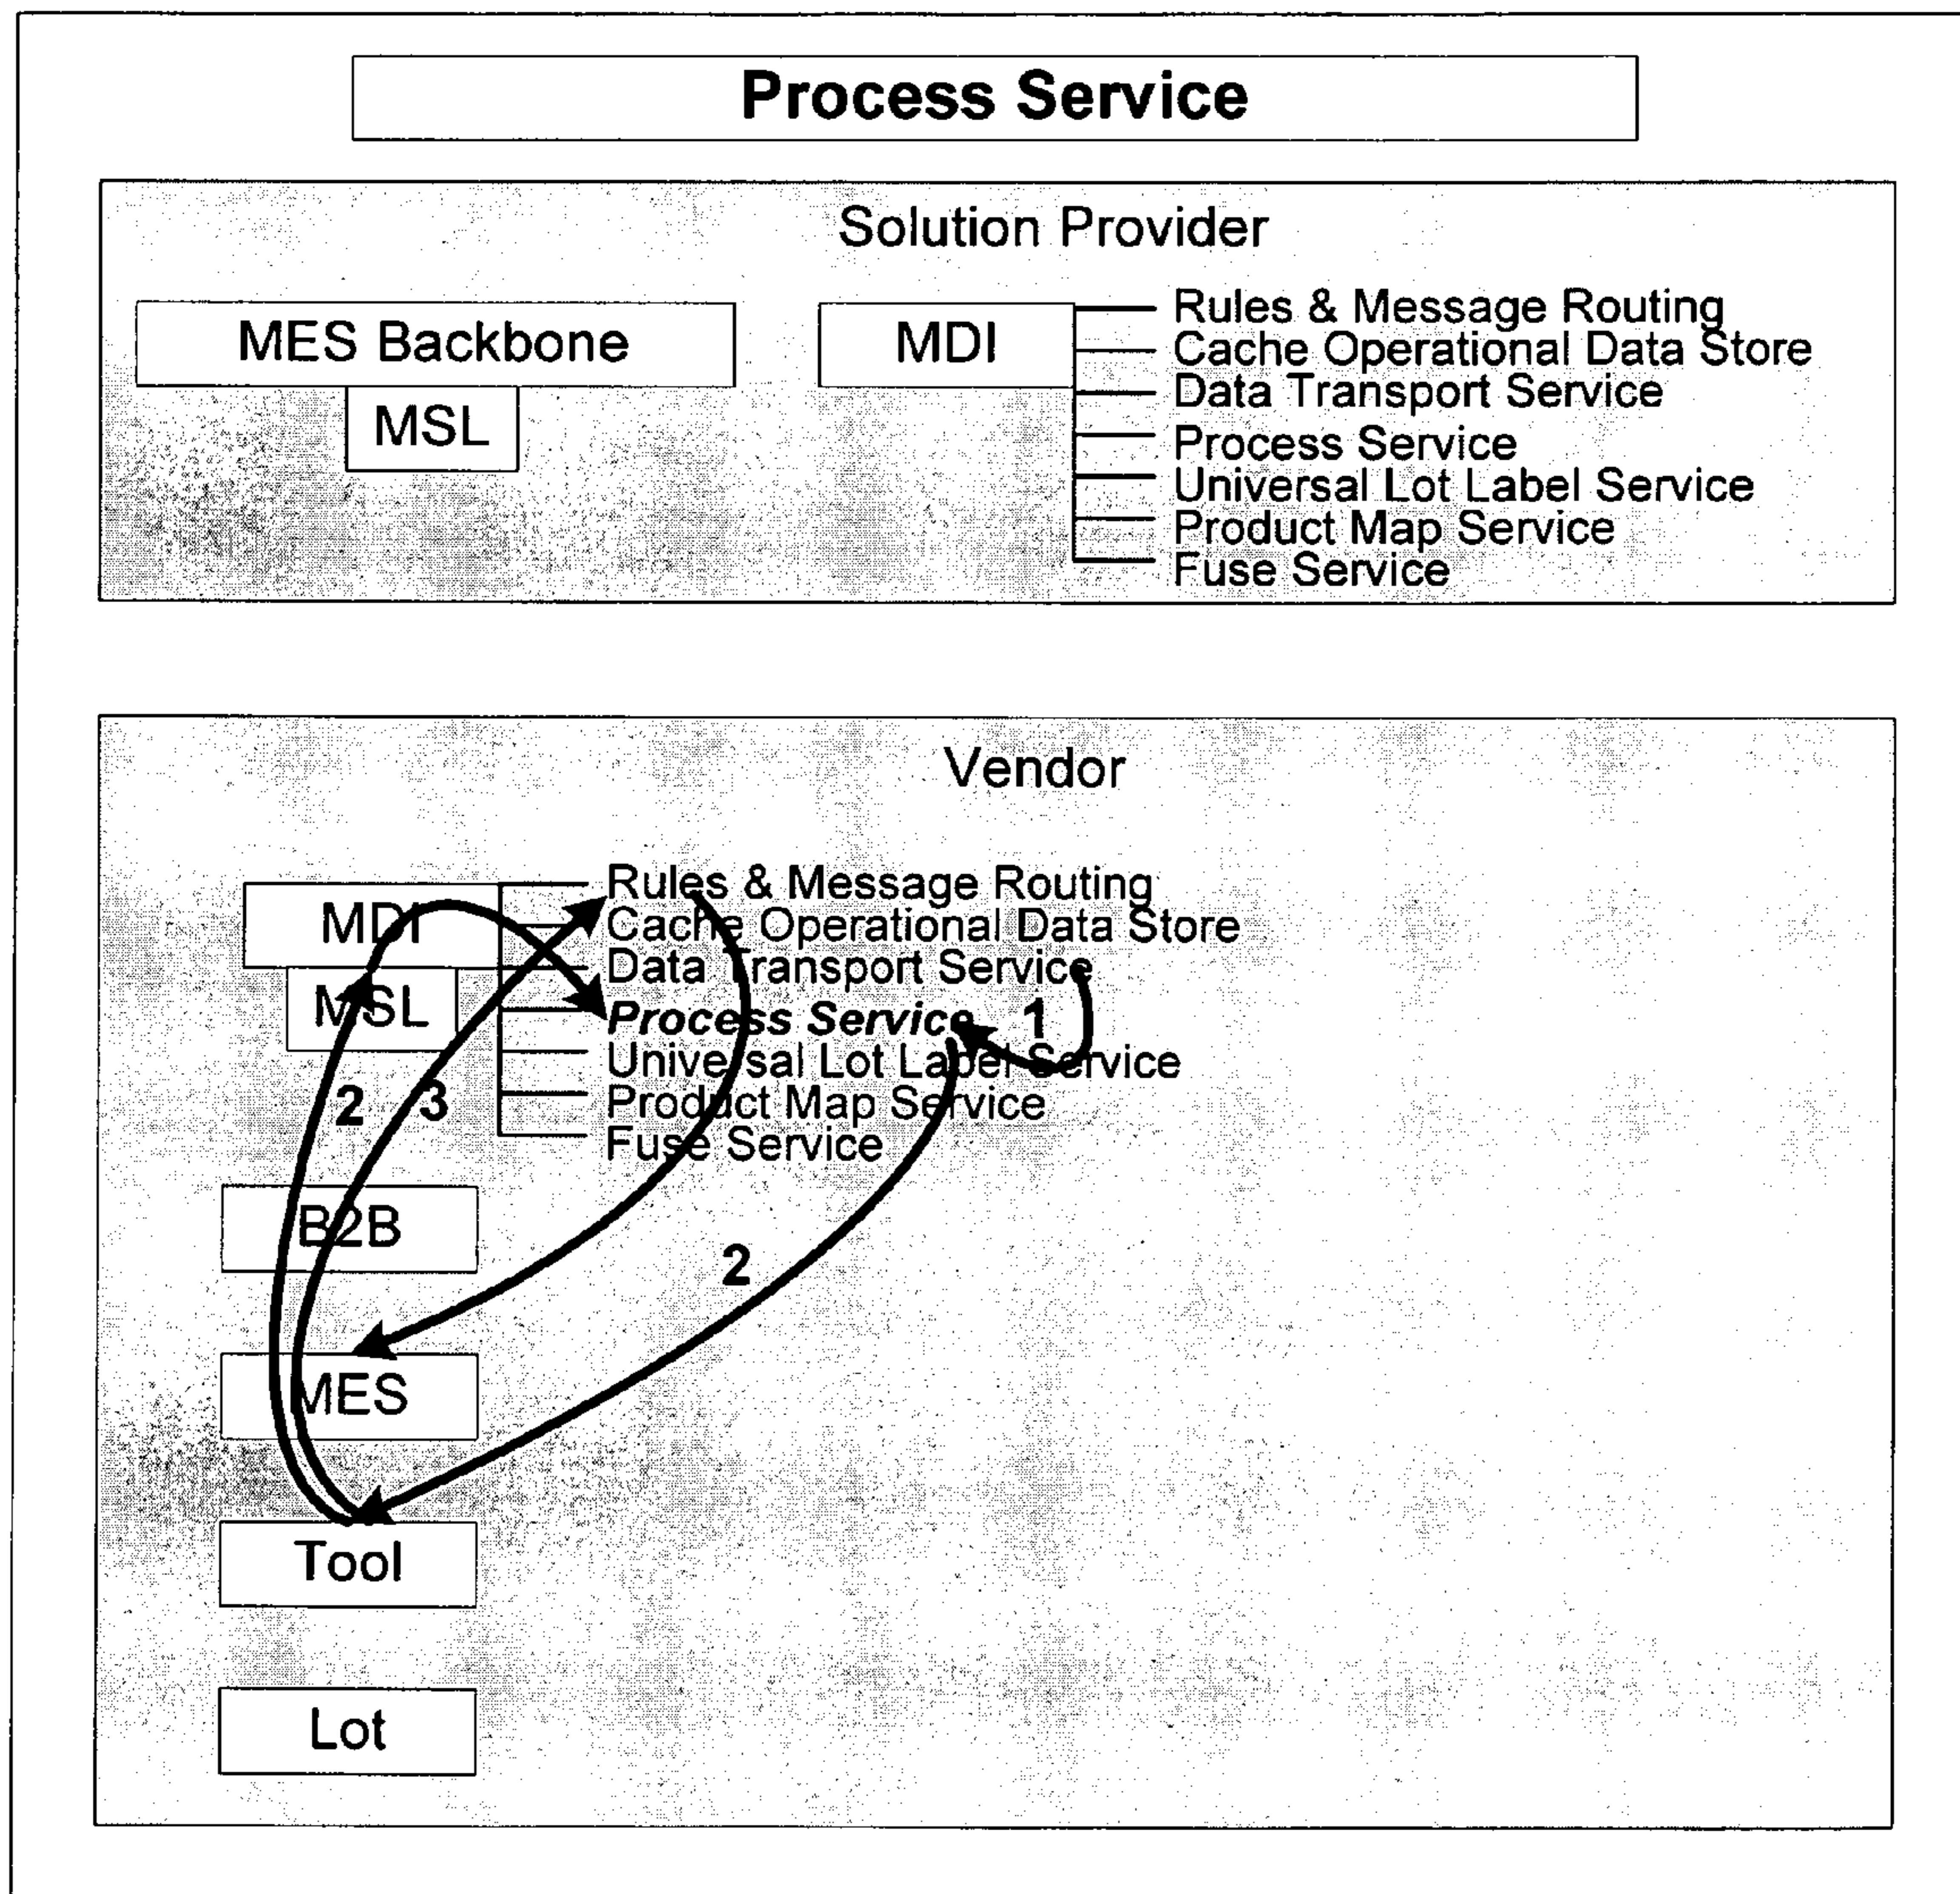 Process Service
Solution Provider
MES Backbone
MSL
MDI
Rules & Message Routing
Cache Operational Data Store
Data Transport Service
Process Service
Universal Lot Label Service
Product Map Service
Fuse Service
Vendor
MDI
MSL
Rules & Message Routing
Cache Operational Data Store
Data Transport Service
Process Service
1
Universal Lot Label Service
Product Map Service
Fuse Service
2
3
B2B
2
MES
Tool
Lot